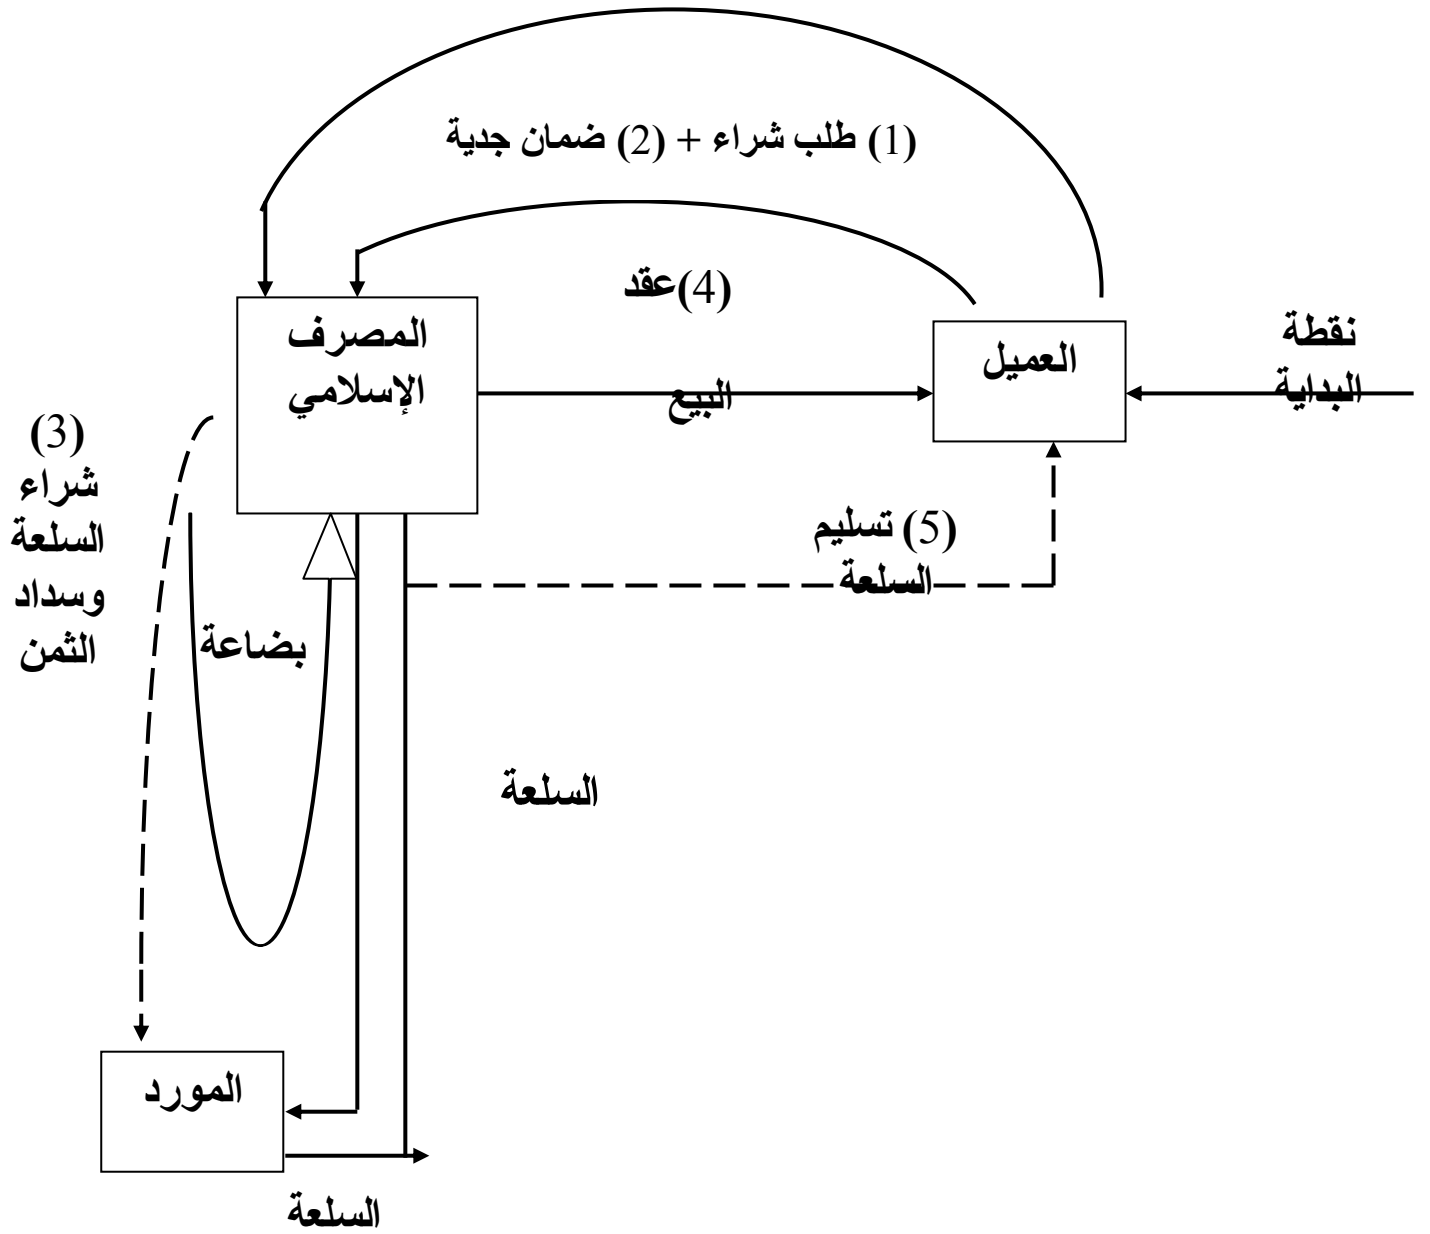 (1) طلب شراء + (2) ضمان جدية
(4)عقد
البيع
نقطة
البداية
العميل
المصرف
الإسلامي
(3)
شراء
السلعة
وسداد
الثمن
(5) تسليم
السلعة
بضاعة
السلعة
المورد
السلعة